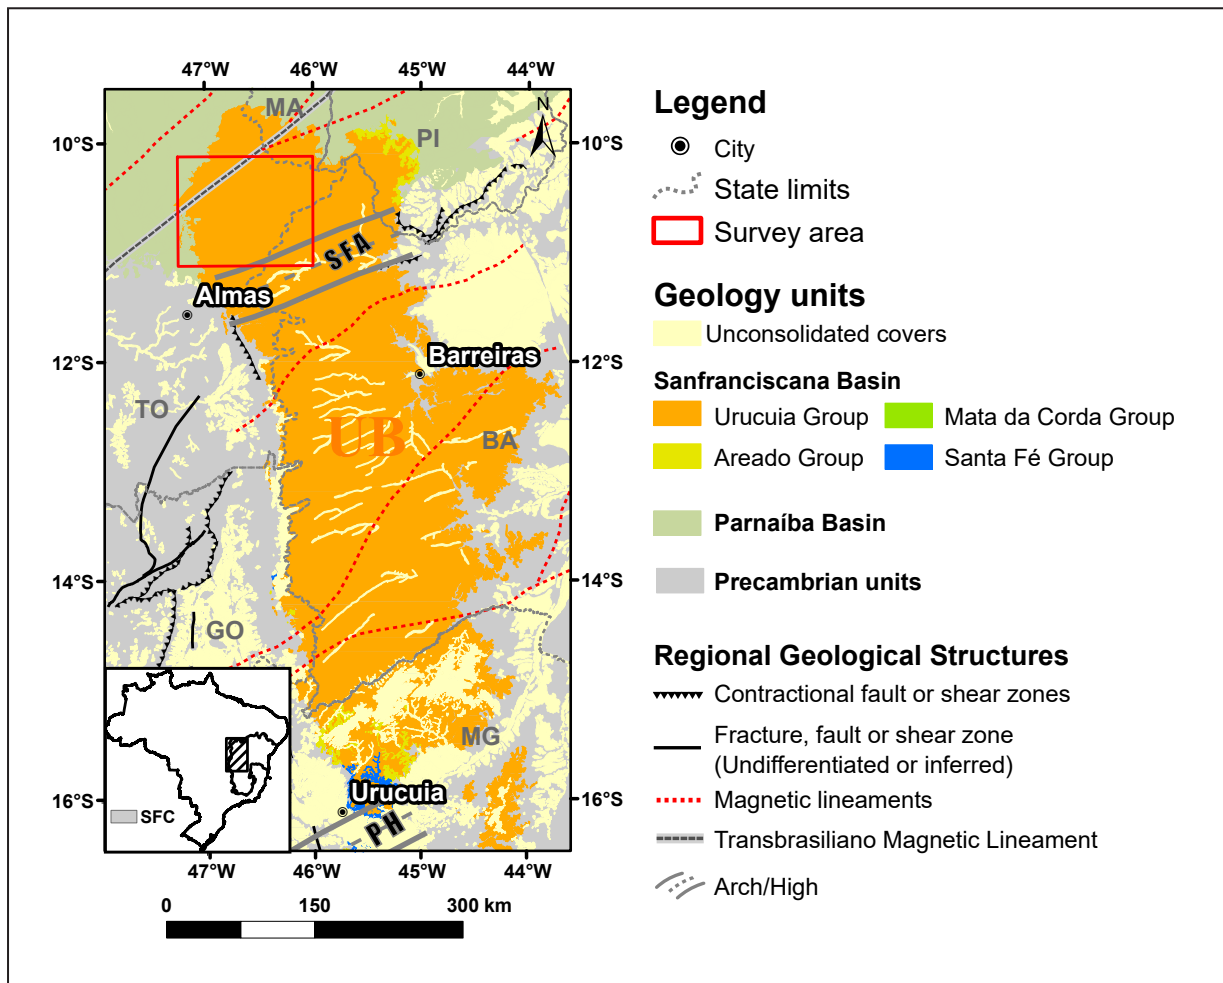 47°W 46°W 45°W 44°W
10°S
12°S
14°S
16°S
10°S
12°S
14°S
16°S
47°W 46°W 45°W 44°W
N
MA
PI
SFA
Almas
Barreiras
TO
UB
BA
GO
MG
Urucuia
PH
SFC
0 150 300 km
Legend
City
State limits
Survey area
Geology units
Unconsolidated covers
Sanfranciscana Basin
Urucuia Group Mata da Corda Group
Areado Group Santa Fé Group
Parnaíba Basin
Precambrian units
Regional Geological Structures
Contractional fault or shear zones
Fracture, fault or shear zone
(Undifferentiated or inferred)
Magnetic lineaments
Transbrasiliano Magnetic Lineament
Arch/High